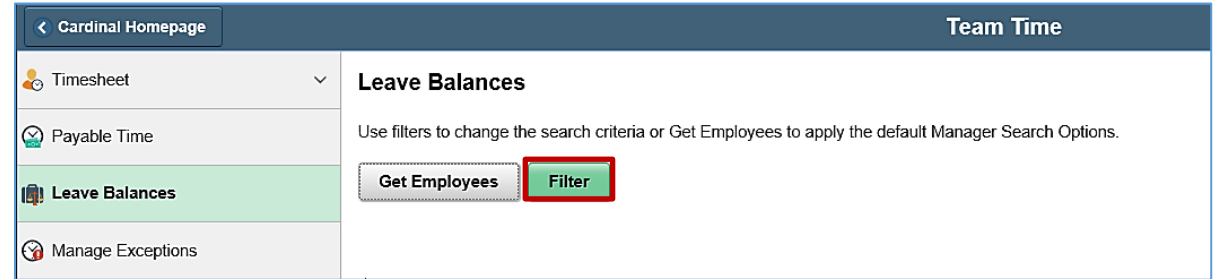 Cardinal Homepage
Team Time
Timesheet
Payable Time
Leave Balances
Manage Exceptions
Leave Balances
Use filters to change the search criteria or Get Employees to apply the default Manager Search Options.
Get Employees
Filter